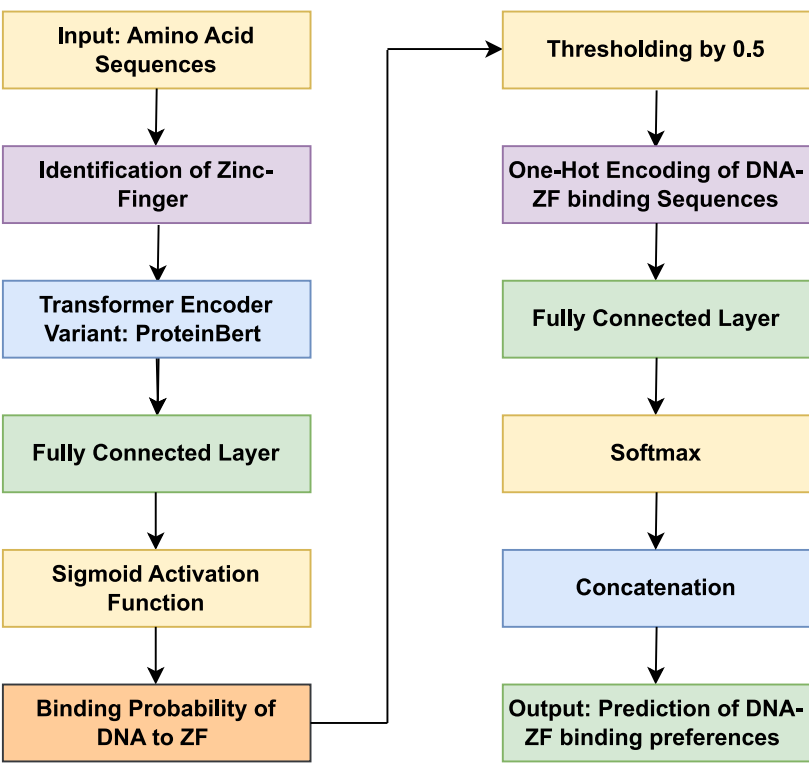 Input: Amino Acid
Sequences
Identification of Zinc-
Finger
Transformer Encoder
Variant: ProteinBert
Fully Connected Layer
Sigmoid Activation
Function
Binding Probability of
DNA to ZF
Thresholding by 0.5
One-Hot Encoding of DNA-
ZF binding Sequences
Fully Connected Layer
Softmax
Concatenation
Output: Prediction of DNA-
ZF binding preferences